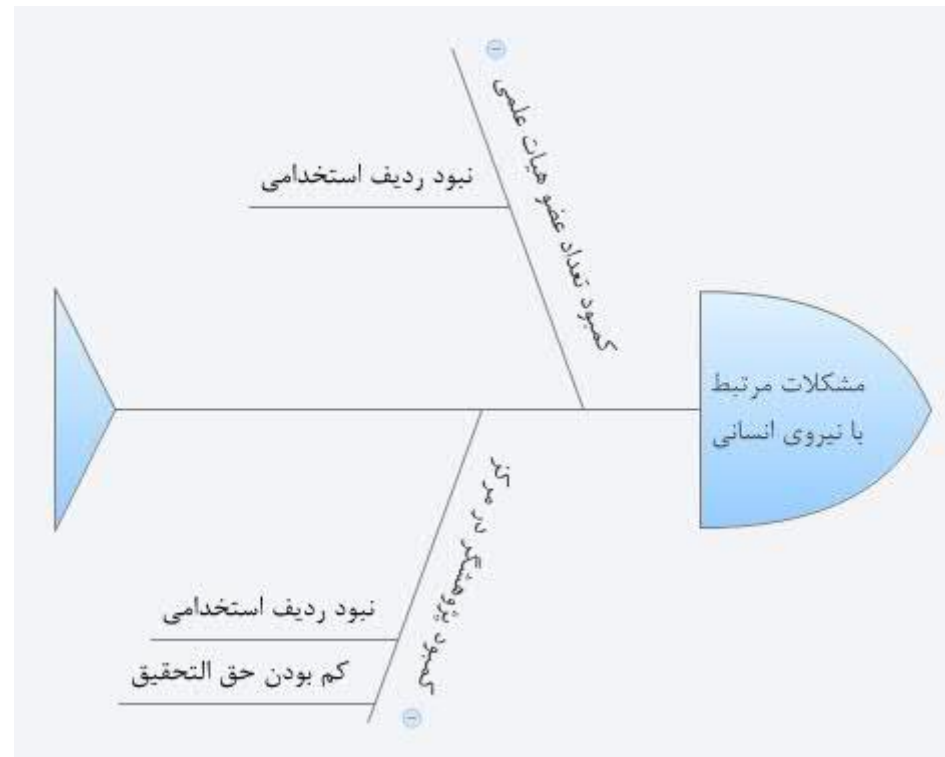 کمبود تعداد عضو هیات علمی
نبود ردیف استخدامی
مشکلات مرتبط
با نیروی انسانی
کمبود پژوهشگر در مرکز
نبود ردیف استخدامی
کم بودن حق التحقیق